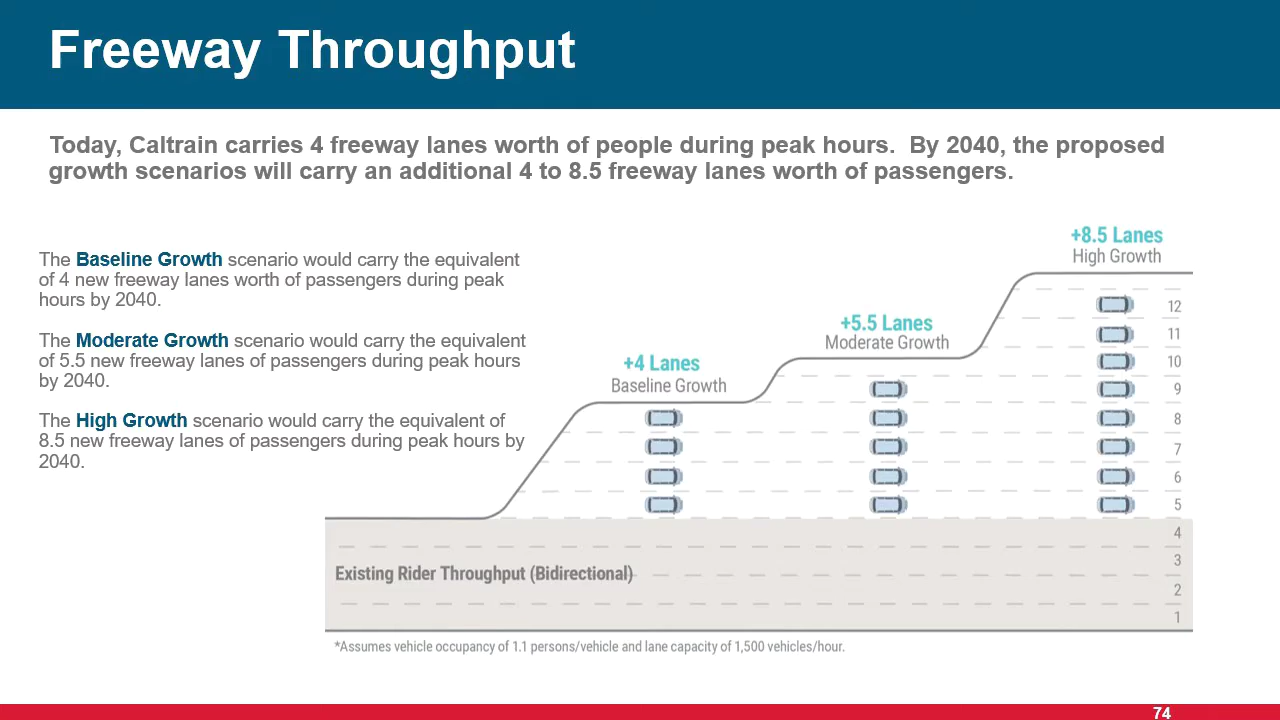 Freeway Throughput
Today, Caltrain carries 4 freeway lanes worth of people during peak hours.  By 2040, the proposed
growth scenarios will carry an additional 4 to 8.5 freeway lanes worth of passengers.
The Baseline Growth scenario would carry the equivalent
of 4 new freeway lanes worth of passengers during peak
hours by 2040.
The Moderate Growth scenario would carry the equivalent
of 5.5 new freeway lanes of passengers during peak hours
by 2040.
The High Growth scenario would carry the equivalent of
8.5 new freeway lanes of passengers during peak hours by
2040.
+4 Lanes
Baseline Growth
+5.5 Lanes
Moderate Growth
+8.5 Lanes
High Growth
12
11
10
9
8
7
6
5
4
3
2
1
Existing Rider Throughput (Bidirectional)
*Assumes vehicle occupancy of 1.1 persons/vehicle and lane capacity of 1,500 vehicles/hour.
74